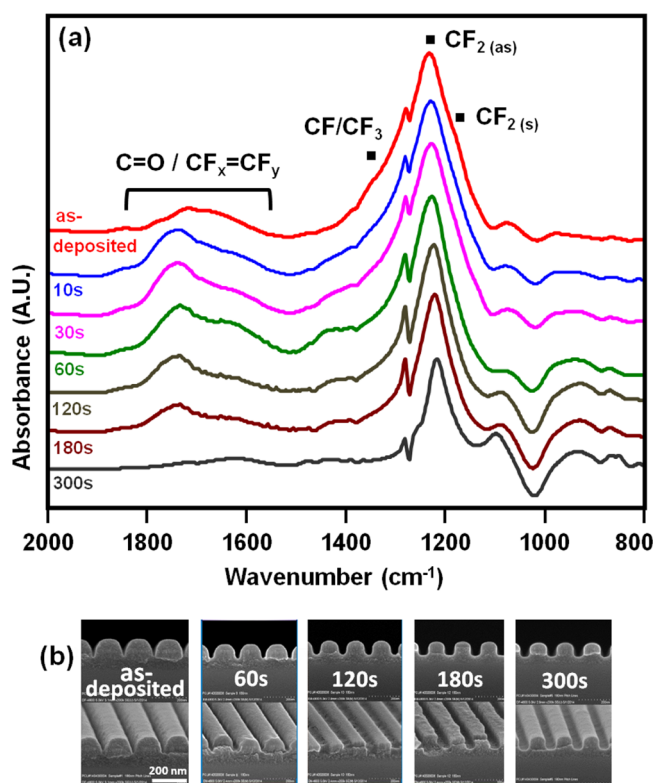 (a)
CF2 (as)
CF/CF3
CF2 (s)
C=O / CFx=CFy
as-
deposited
10s
30s
60s
120s
180s
300s
Absorbance (A.U.)
2000 1800 1600 1400 1200 1000 800
Wavenumber (cm-1)
(b)
as-
deposited
60s
120s
180s
300s
200 nm